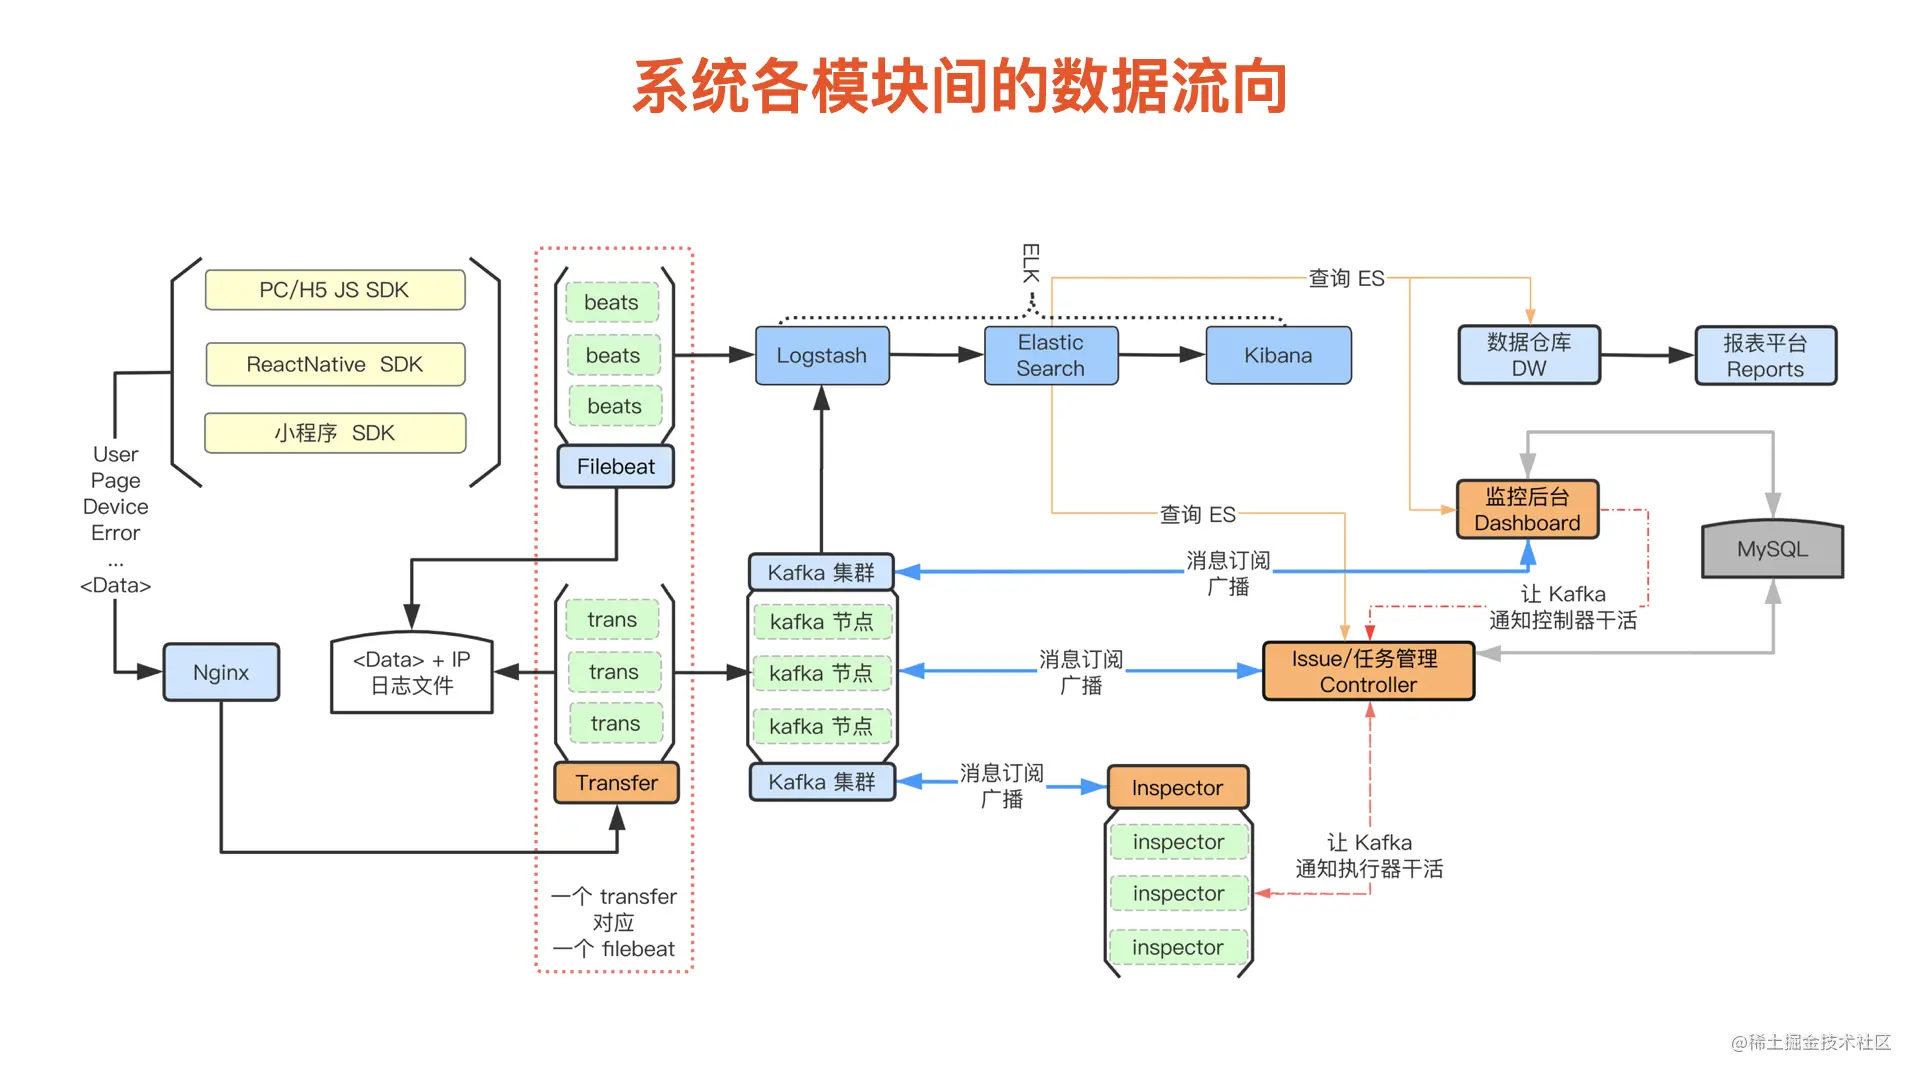 系统各模块间的数据流向
PC/H5 JS SDK
ReactNative SDK
小程序 SDK
User
Page
Device
Error
...
<Data>
Nginx
<Data> + IP
日志文件
beats
beats
beats
Filebeat
trans
trans
trans
Transfer
一个 transfer
对应
一个 filebeat
ELK
Logstash
Elastic
Search
Kibana
查询 ES
数据仓库
DW
报表平台
Reports
查询 ES
监控后台
Dashboard
MySQL
Kafka 集群
kafka 节点
kafka 节点
kafka 节点
Kafka 集群
消息订阅
广播
让 Kafka
通知控制器干活
消息订阅
广播
Issue/任务管理
Controller
消息订阅
广播
Inspector
inspector
inspector
inspector
让 Kafka
通知执行器干活
@稀土掘金技术社区